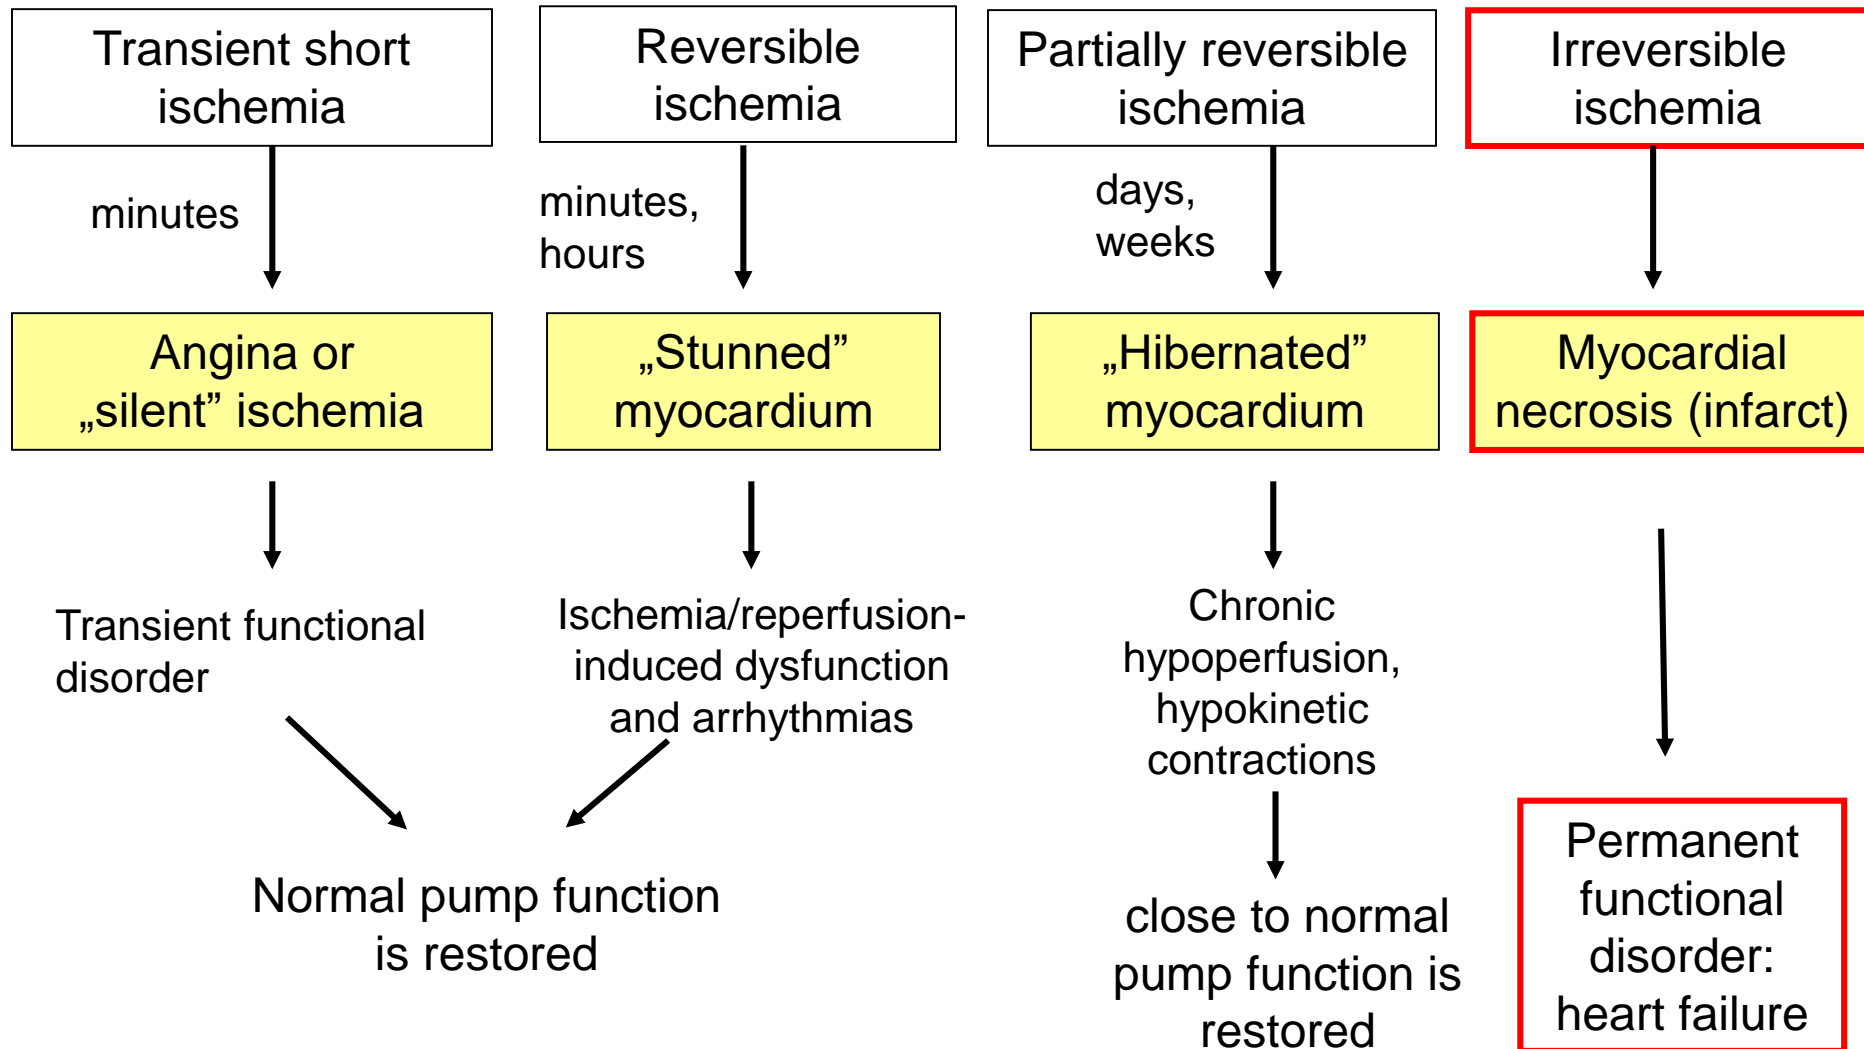 Transient short
ischemia
Reversible
ischemia
Partially reversible
ischemia
Irreversible
ischemia
minutes
minutes,
hours
days,
weeks
Angina or
„silent” ischemia
„Stunned”
myocardium
„Hibernated”
myocardium
Myocardial
necrosis (infarct)
Transient functional
disorder
Ischemia/reperfusion-
induced dysfunction
and arrhythmias
Chronic
hypoperfusion,
hypokinetic
contractions
Normal pump function
is restored
close to normal
pump function is
restored
Permanent
functional
disorder:
heart failure